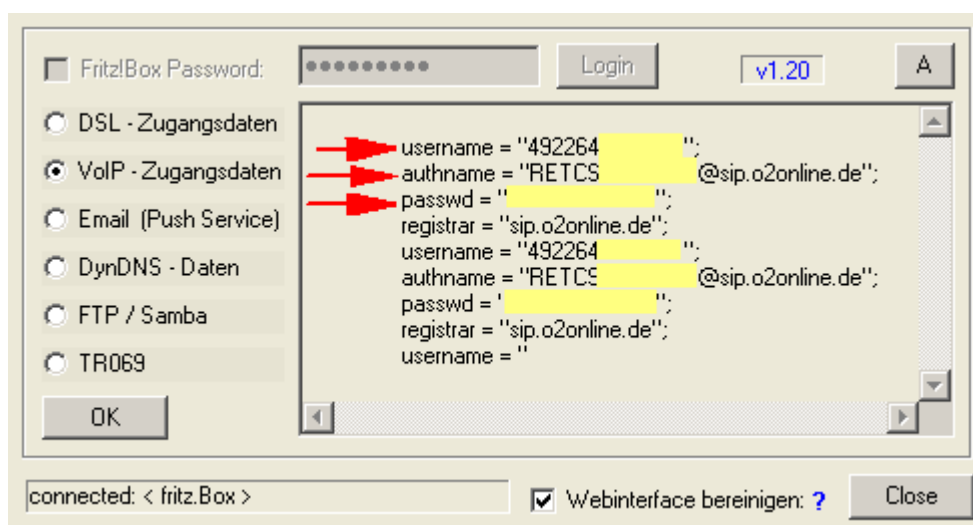 Fritz!Box Password: ●●●●●●●●● Login v1.20 A
DSL - Zugangsdaten
VoIP - Zugangsdaten
Email (Push Service)
DynDNS - Daten
FTP / Samba
TR069
OK
username = "492264 ";
authname = "RETCS @sip.o2online.de";
passwd = " ";
registrar = "sip.o2online.de";
username = "492264 ";
authname = "RETCS @sip.o2online.de";
passwd = ' ";
registrar = "sip.o2online.de";
username = "
connected: < fritz.Box > Webinterface bereinigen: ? Close